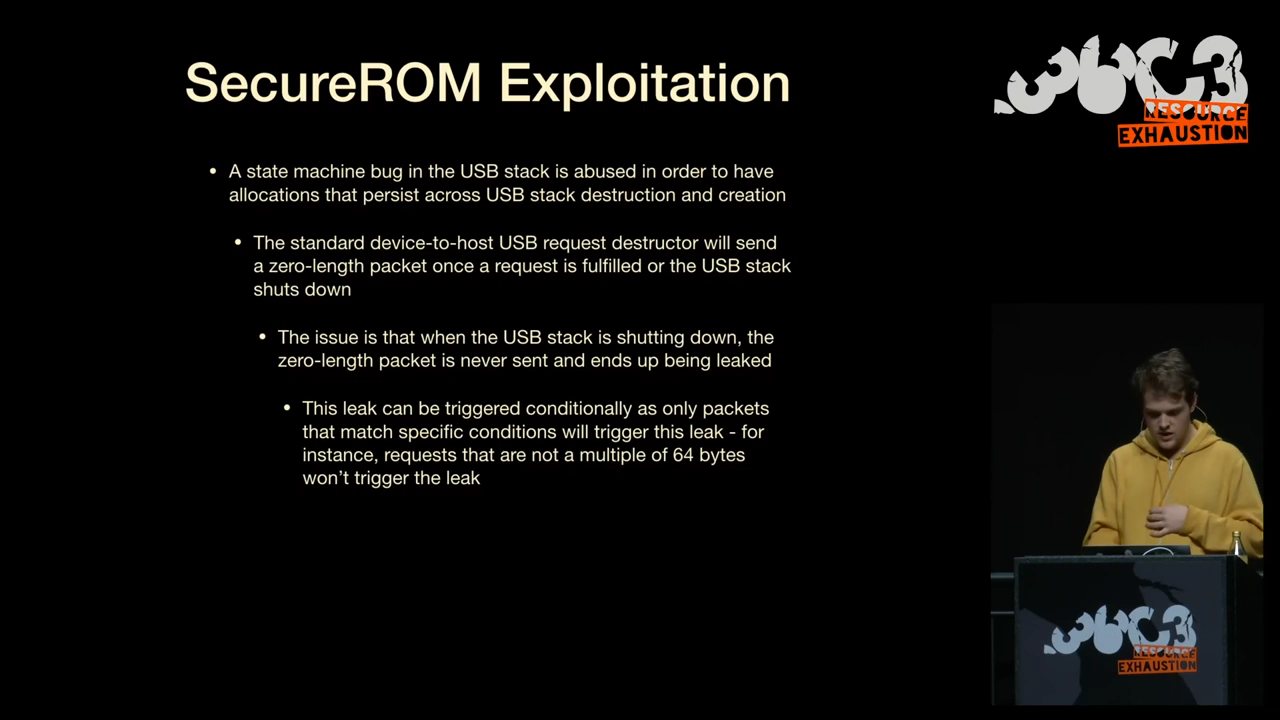 SecureROM Exploitation
• A state machine bug in the USB stack is abused in order to have
allocations that persist across USB stack destruction and creation
• The standard device-to-host USB request destructor will send
a zero-length packet once a request is fulfilled or the USB stack
shuts down
• The issue is that when the USB stack is shutting down, the
zero-length packet is never sent and ends up being leaked
• This leak can be triggered conditionally as only packets
that match specific conditions will trigger this leak - for
instance, requests that are not a multiple of 64 bytes
won’t trigger the leak
36C3
RESOURCE
EXHAUSTION
36C3
RESOURCE
EXHAUSTION